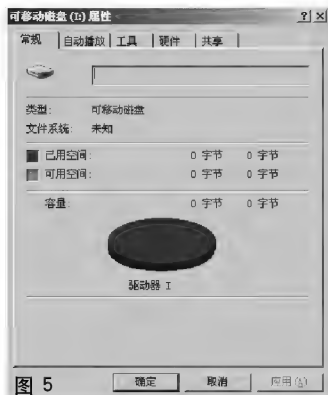 可移动磁盘 (I:) 属性 ? ×
常规 自动播放 工具 硬件 共享
类型: 可移动磁盘
文件系统: 未知
已用空间: 0 字节 0 字节
可用空间: 0 字节 0 字节
容量: 0 字节 0 字节
驱动器 I
确定 取消 应用(A)
图 5